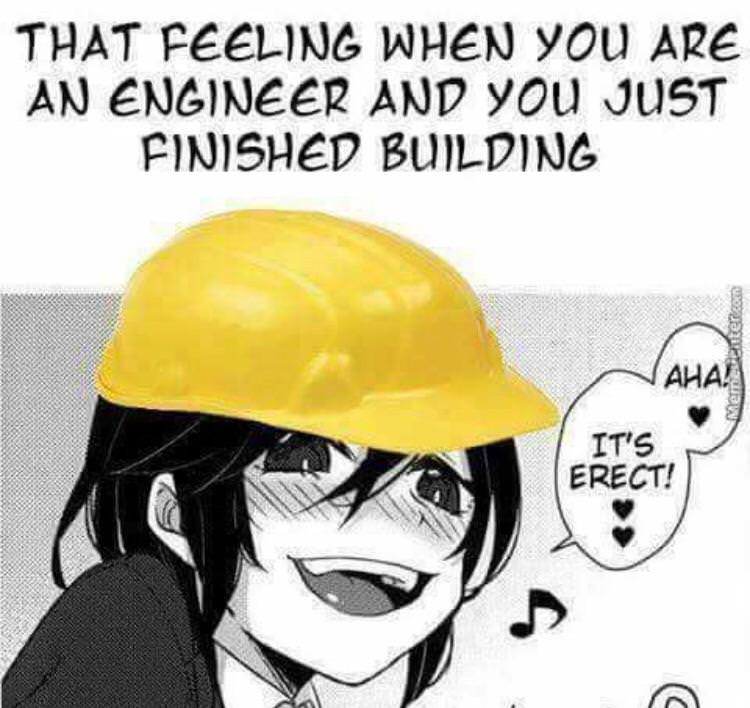 THAT FEELING WHEN YOU ARE
AN ENGINEER AND YOU JUST
FINISHED BUILDING
AHA!
IT'S
ERECT!